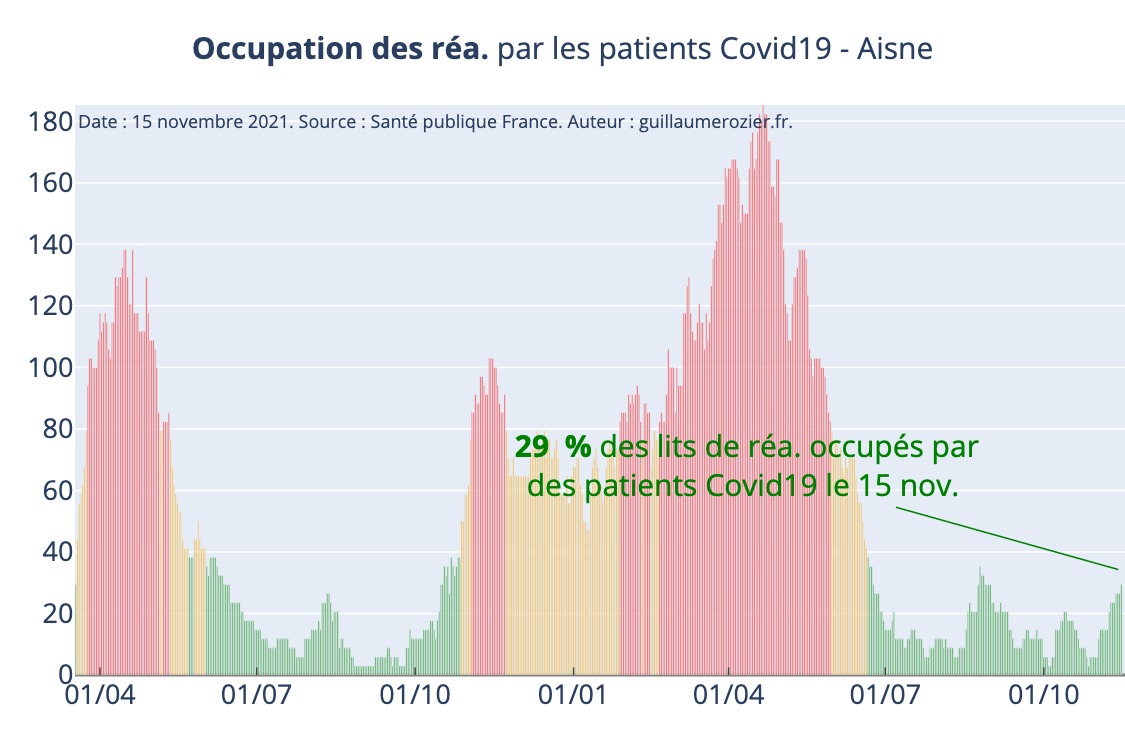 Occupation des réa. par les patients Covid19 - Aisne
180
Date : 15 novembre 2021. Source : Santé publique France. Auteur : guillaumerozier.fr.
160
140
120
100
80
29 % des lits de réa. occupés par
des patients Covid19 le 15 nov.
60
40
20
0
01/04 01/07 01/10 01/01 01/04 01/07 01/10